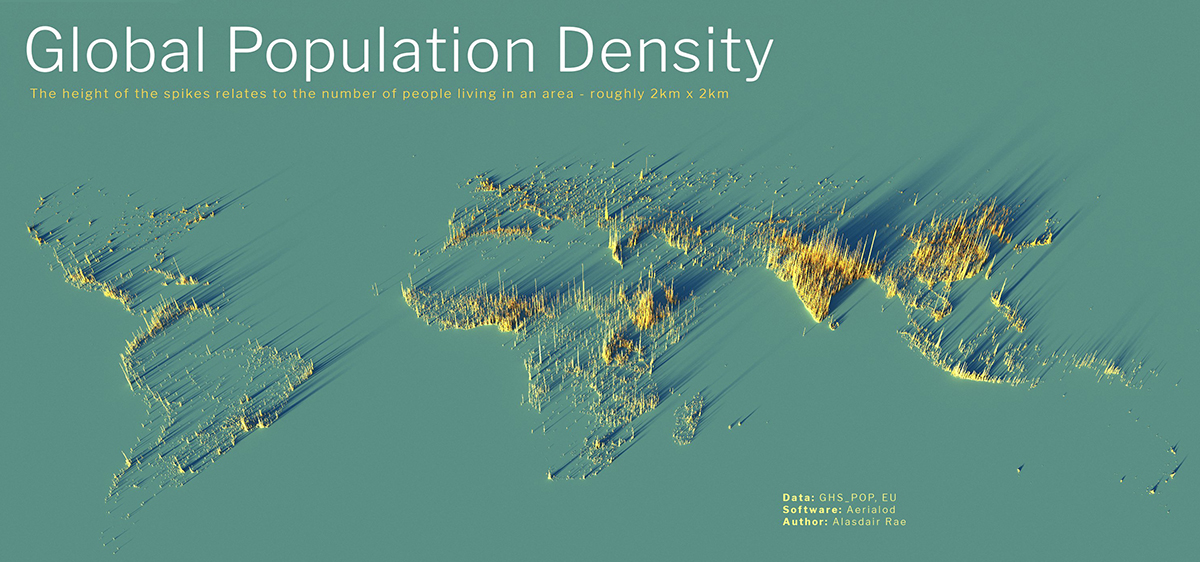 Global Population Density
The height of the spikes relates to the number of people living in an area - roughly 2km x 2km
Data: GHS_POP, EU
Software: Aerialod
Author: Alasdair Rae